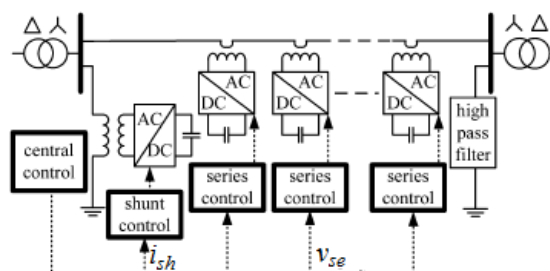 Δ Y
Δ Y
AC
DC
AC
DC
AC
DC
AC
DC
high
pass
filter
central
control
shunt
control
series
control
series
control
series
control
i_sh
v_se